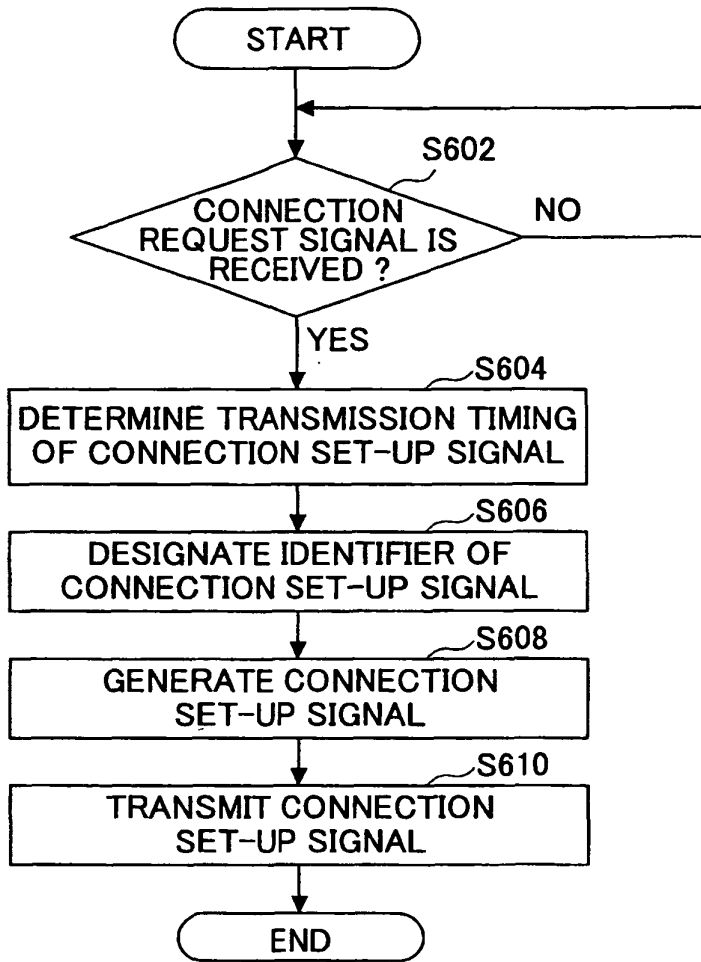 START
S602
CONNECTION
REQUEST SIGNAL IS
RECEIVED ?
NO
YES
S604
DETERMINE TRANSMISSION TIMING
OF CONNECTION SET-UP SIGNAL
S606
DESIGNATE IDENTIFIER OF
CONNECTION SET-UP SIGNAL
S608
GENERATE CONNECTION
SET-UP SIGNAL
S610
TRANSMIT CONNECTION
SET-UP SIGNAL
END